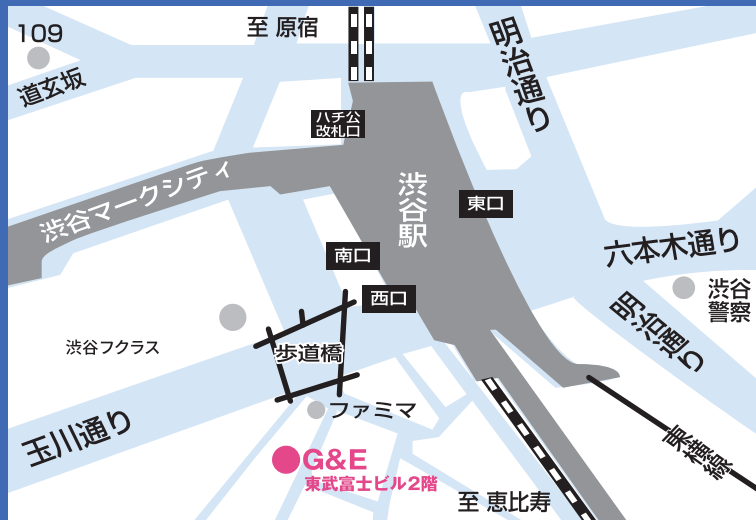 109
道玄坂
至 原宿
明治通り
ハチ公
改札口
渋谷マークシティ
渋谷駅
東口
南口
西口
六本木通り
渋谷
警察
明治通り
渋谷フクラス
歩道橋
玉川通り
ファミマ
G&E
東武富士ビル2階
東横線
至 恵比寿